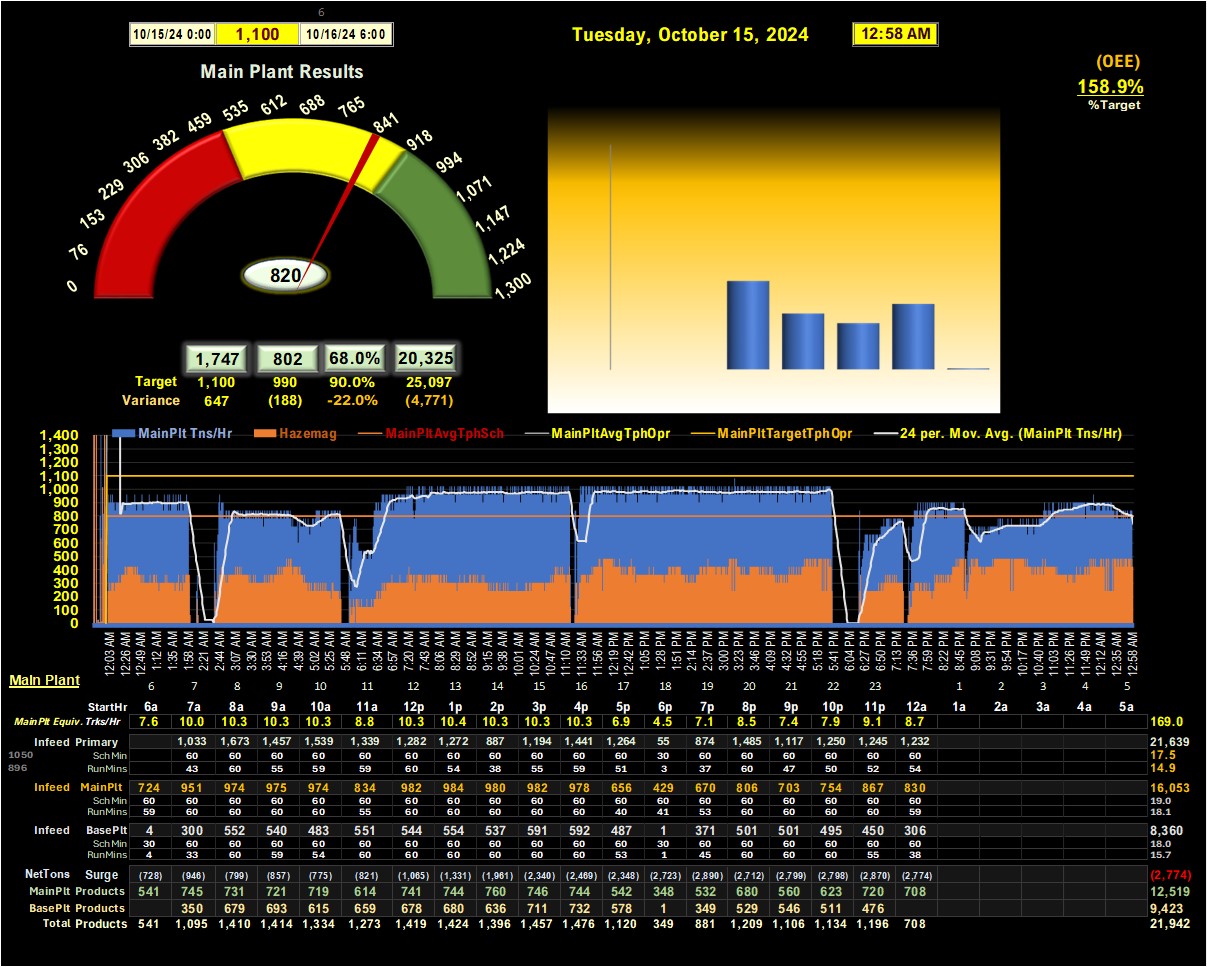 6
10/15/24 0:00 1,100 10/16/24 6:00
Tuesday, October 15, 2024
12:58 AM
(OEE)
158.9%
%Target
Main Plant Results
0 76 153 229 306 382 459 535 612 688 765 841 918 994 1,071 1,147 1,224 1,300
820
1,747 802 68.0% 20,325
Target 1,100 990 90.0% 25,097
Variance 647 (188) -22.0% (4,771)
MainPlt Tns/Hr Hazemag MainPltAvgTphSch MainPltAvgTphOpr MainPltTargetTphOpr 24 per. Mov. Avg. (MainPlt Tns/Hr)
1,400
1,300
1,200
1,100
1,000
900
800
700
600
500
400
300
200
100
0
12:03 AM 12:26 AM 12:49 AM 1:12 AM 1:35 AM 1:58 AM 2:21 AM 2:44 AM 3:07 AM 3:30 AM 3:53 AM 4:16 AM 4:39 AM 5:02 AM 5:25 AM 5:48 AM 6:11 AM 6:34 AM 6:57 AM 7:20 AM 7:43 AM 8:06 AM 8:29 AM 8:52 AM 9:15 AM 9:38 AM 10:01 AM 10:24 AM 10:47 AM 11:10 AM 11:33 AM 11:56 AM 12:19 PM 12:42 PM 1:05 PM 1:28 PM 1:51 PM 2:14 PM 2:37 PM 3:00 PM 3:23 PM 3:46 PM 4:09 PM 4:32 PM 4:55 PM 5:18 PM 5:41 PM 6:04 PM 6:27 PM 6:50 PM 7:13 PM 7:36 PM 7:59 PM 8:22 PM 8:45 PM 9:08 PM 9:31 PM 9:54 PM 10:17 PM 10:40 PM 11:03 PM 11:26 PM 11:49 PM 12:12 AM 12:35 AM 12:58 AM
Main Plant
6 7 8 9 10 11 12 13 14 15 16 17 18 19 20 21 22 23 1 2 3 4 5
StartHr 6a 7a 8a 9a 10a 11a 12p 1p 2p 3p 4p 5p 6p 7p 8p 9p 10p 11p 12a 1a 2a 3a 4a 5a
MainPlt Equiv. Trks/Hr 7.6 10.0 10.3 10.3 10.3 8.8 10.3 10.4 10.3 10.3 10.3 6.9 4.5 7.1 8.5 7.4 7.9 9.1 8.7 169.0
Infeed Primary 1,033 1,673 1,457 1,539 1,339 1,282 1,272 887 1,194 1,441 1,264 55 874 1,485 1,117 1,250 1,245 1,232 21,639
1050 Sch Min 60 60 60 60 60 60 60 60 60 60 60 30 60 60 60 60 60 60 17.5
896 RunMins 43 60 55 59 59 60 54 38 55 59 51 3 37 60 47 50 52 54 14.9
Infeed MainPlt 724 951 974 975 974 834 982 984 980 982 978 656 429 670 806 703 754 867 830 16,053
Sch Min 60 60 60 60 60 60 60 60 60 60 60 60 60 60 60 60 60 60 60 19.0
RunMins 59 60 60 60 60 55 60 60 60 60 60 40 41 53 60 60 60 60 59 18.1
Infeed BasePlt 4 300 552 540 483 551 544 554 537 591 592 487 1 371 501 501 495 450 306 8,360
Sch Min 30 60 60 60 60 60 60 60 60 60 60 60 30 60 60 60 60 60 60 18.0
RunMins 4 33 60 59 54 60 60 60 60 60 60 53 1 45 60 60 60 55 38 15.7
NetTons Surge (728) (946) (799) (857) (775) (821) (1,065) (1,331) (1,961) (2,340) (2,469) (2,348) (2,723) (2,890) (2,712) (2,799) (2,798) (2,870) (2,774) (2,774)
MainPlt Products 541 745 731 721 719 614 741 744 760 746 744 542 348 532 680 560 623 720 708 12,519
BasePlt Products 350 679 693 615 659 678 680 636 711 732 578 1 349 529 546 511 476 9,423
Total Products 541 1,095 1,410 1,414 1,334 1,273 1,419 1,424 1,396 1,457 1,476 1,120 349 881 1,209 1,106 1,134 1,196 708 21,942